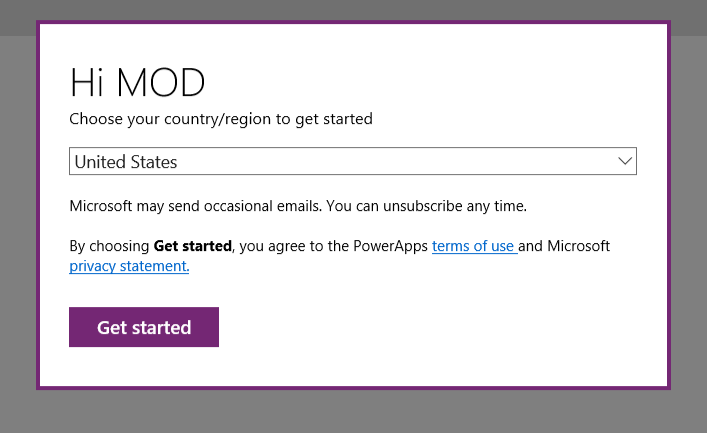 Hi MOD
Choose your country/region to get started
United States
Microsoft may send occasional emails. You can unsubscribe any time.
By choosing Get started, you agree to the PowerApps terms of use and Microsoft
privacy statement.
Get started